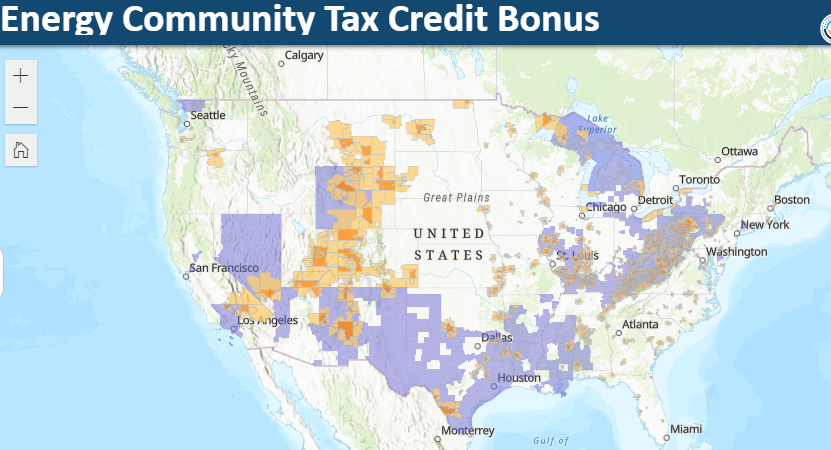 Energy Community Tax Credit Bonus
Calgary
ky Mountains
Seattle
Lake
Superior
Ottawa
Toronto
Great Plains
Detroit
Chicago
Boston
New York
UNITED
STATES
St. Louis
Washington
San Francisco
Los Angeles
Atlanta
Dallas
Houston
Monterrey
Miami
Gulf of